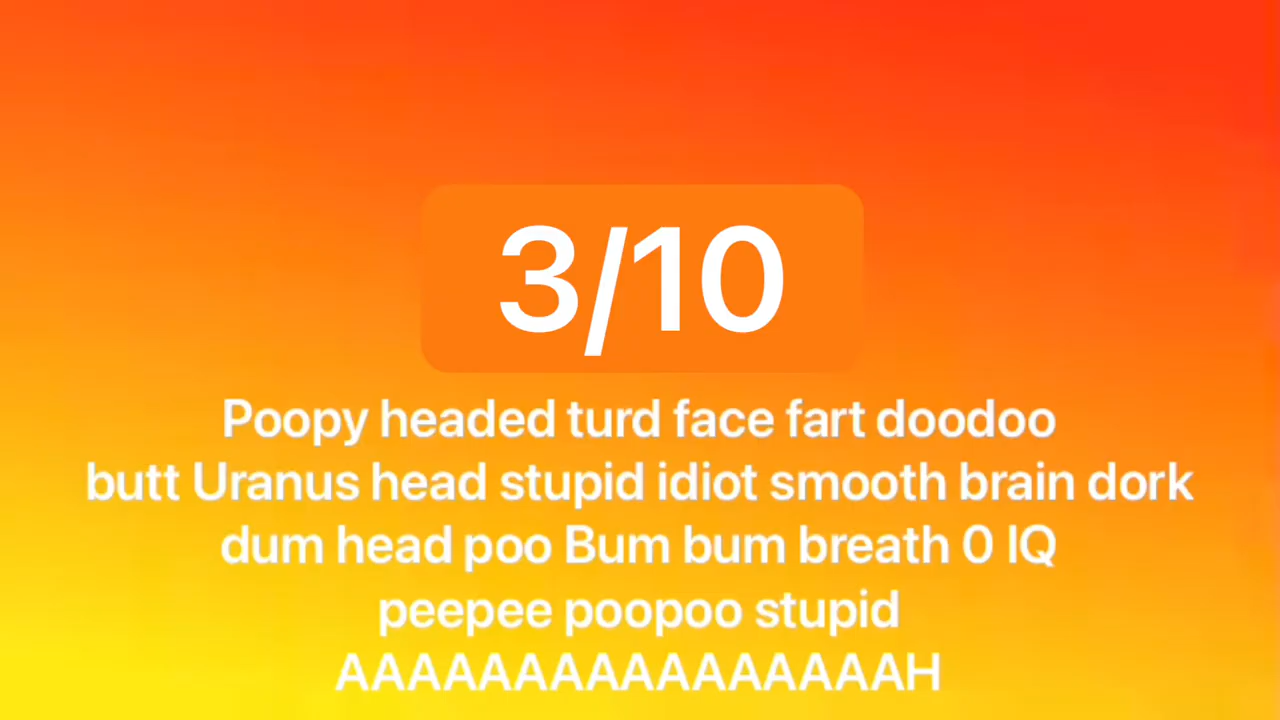 3/10
Poopy headed turd face fart doodoo
butt Uranus head stupid idiot smooth brain dork
dum head poo Bum bum breath 0 IQ
peepee poopoo stupid
AAAAAAAAAAAAAAAAH